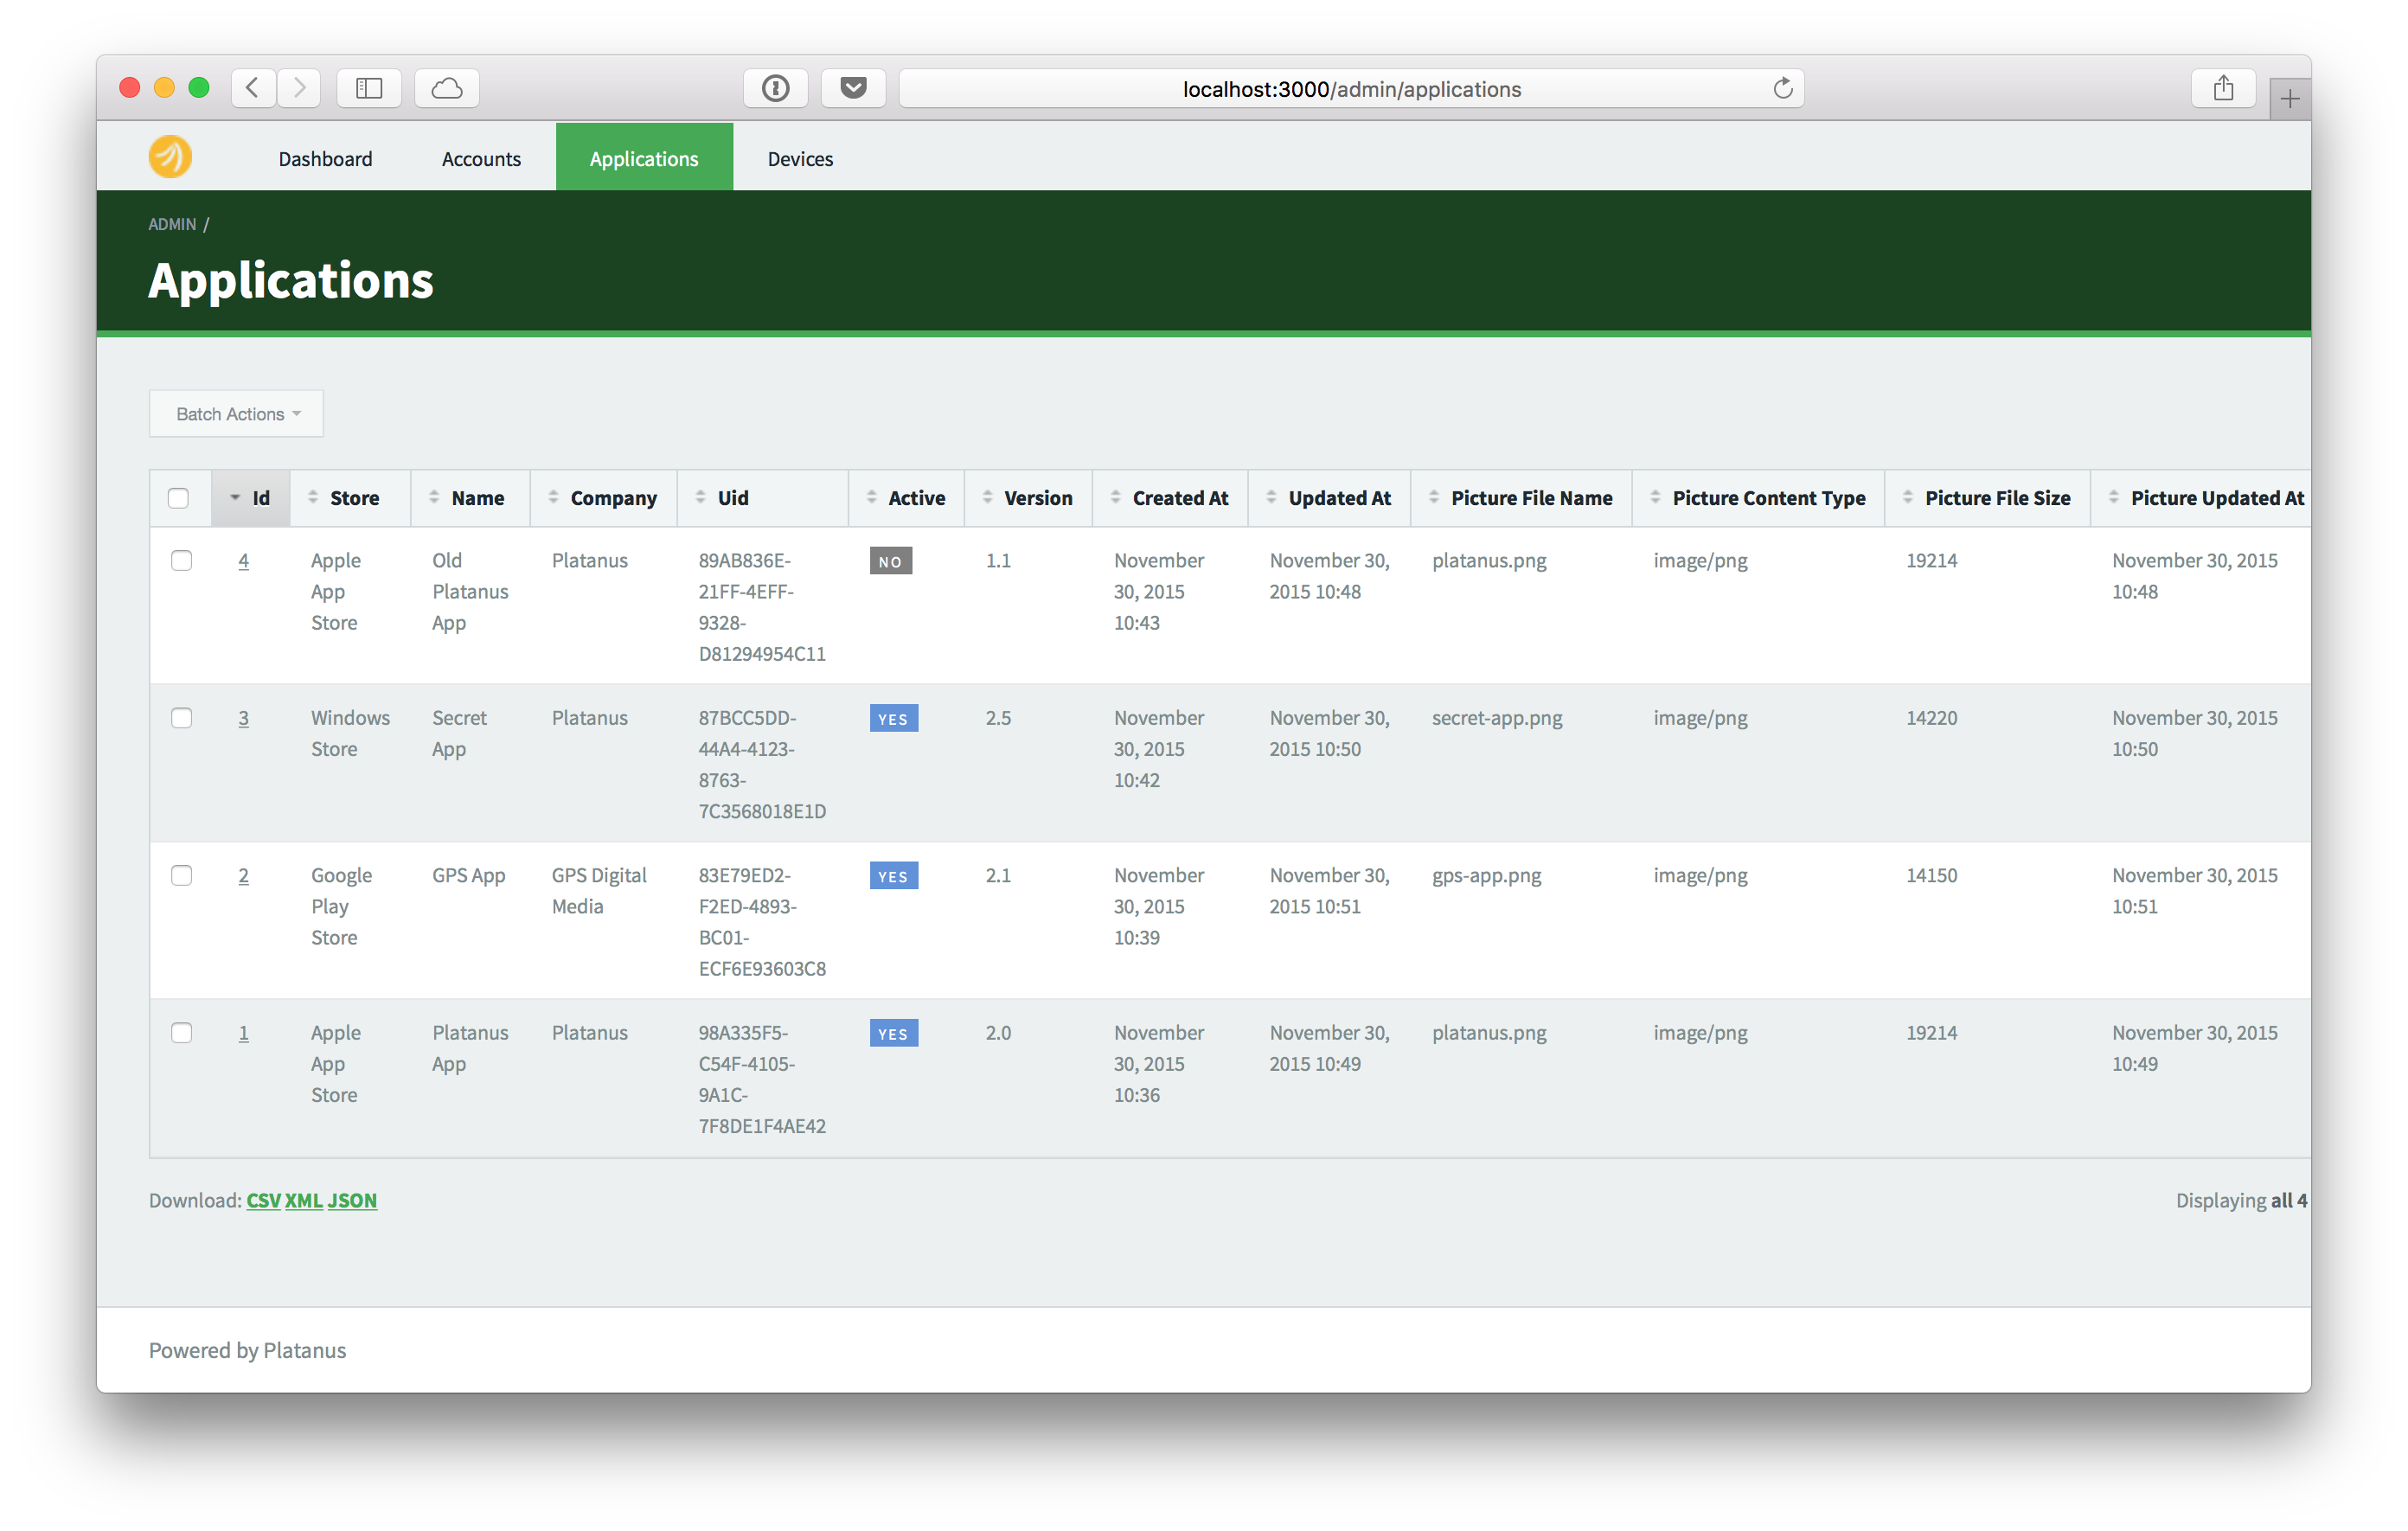 localhost:3000/admin/applications
Dashboard Accounts Applications Devices
ADMIN /
Applications
Batch Actions
Id Store Name Company Uid Active Version Created At Updated At Picture File Name Picture Content Type Picture File Size Picture Updated At
4 Apple Old Platanus 89AB836E- NO 1.1 November November 30, platanus.png image/png 19214 November 30, 2015
App Platanus 21FF-4EFF- 30, 2015 2015 10:48 10:48
Store App 9328- 10:43
D81294954C11
3 Windows Secret Platanus 87BCC5DD- YES 2.5 November November 30, secret-app.png image/png 14220 November 30, 2015
Store App 44A4-4123- 30, 2015 2015 10:50 10:50
8763- 10:42
7C3568018E1D
2 Google GPS App GPS Digital 83E79ED2- YES 2.1 November November 30, gps-app.png image/png 14150 November 30, 2015
Play Media F2ED-4893- 30, 2015 2015 10:51 10:51
Store BC01- 10:39
ECF6E93603C8
1 Apple Platanus Platanus 98A335F5- YES 2.0 November November 30, platanus.png image/png 19214 November 30, 2015
App App C54F-4105- 30, 2015 2015 10:49 10:49
Store 9A1C- 10:36
7F8DE1F4AE42
Download: CSV XML JSON Displaying all 4
Powered by Platanus